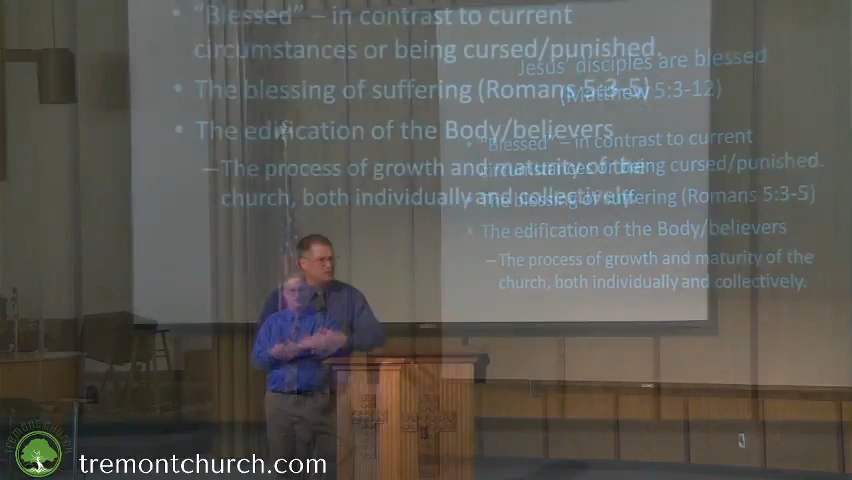 • “Blessed” – in contrast to current
circumstances or being cursed/punished.
• The blessing of suffering (Romans 5:3-5)
• The edification of the Body/believers
–The process of growth and maturity of the
church, both individually and collectively.
Jesus’ disciples are blessed
(Matthew 5:3-12)
• “Blessed” – in contrast to current
circumstances or being cursed/punished.
• The blessing of suffering (Romans 5:3-5)
• The edification of the Body/believers
– The process of growth and maturity of the
church, both individually and collectively.
tremont church
tremontchurch.com